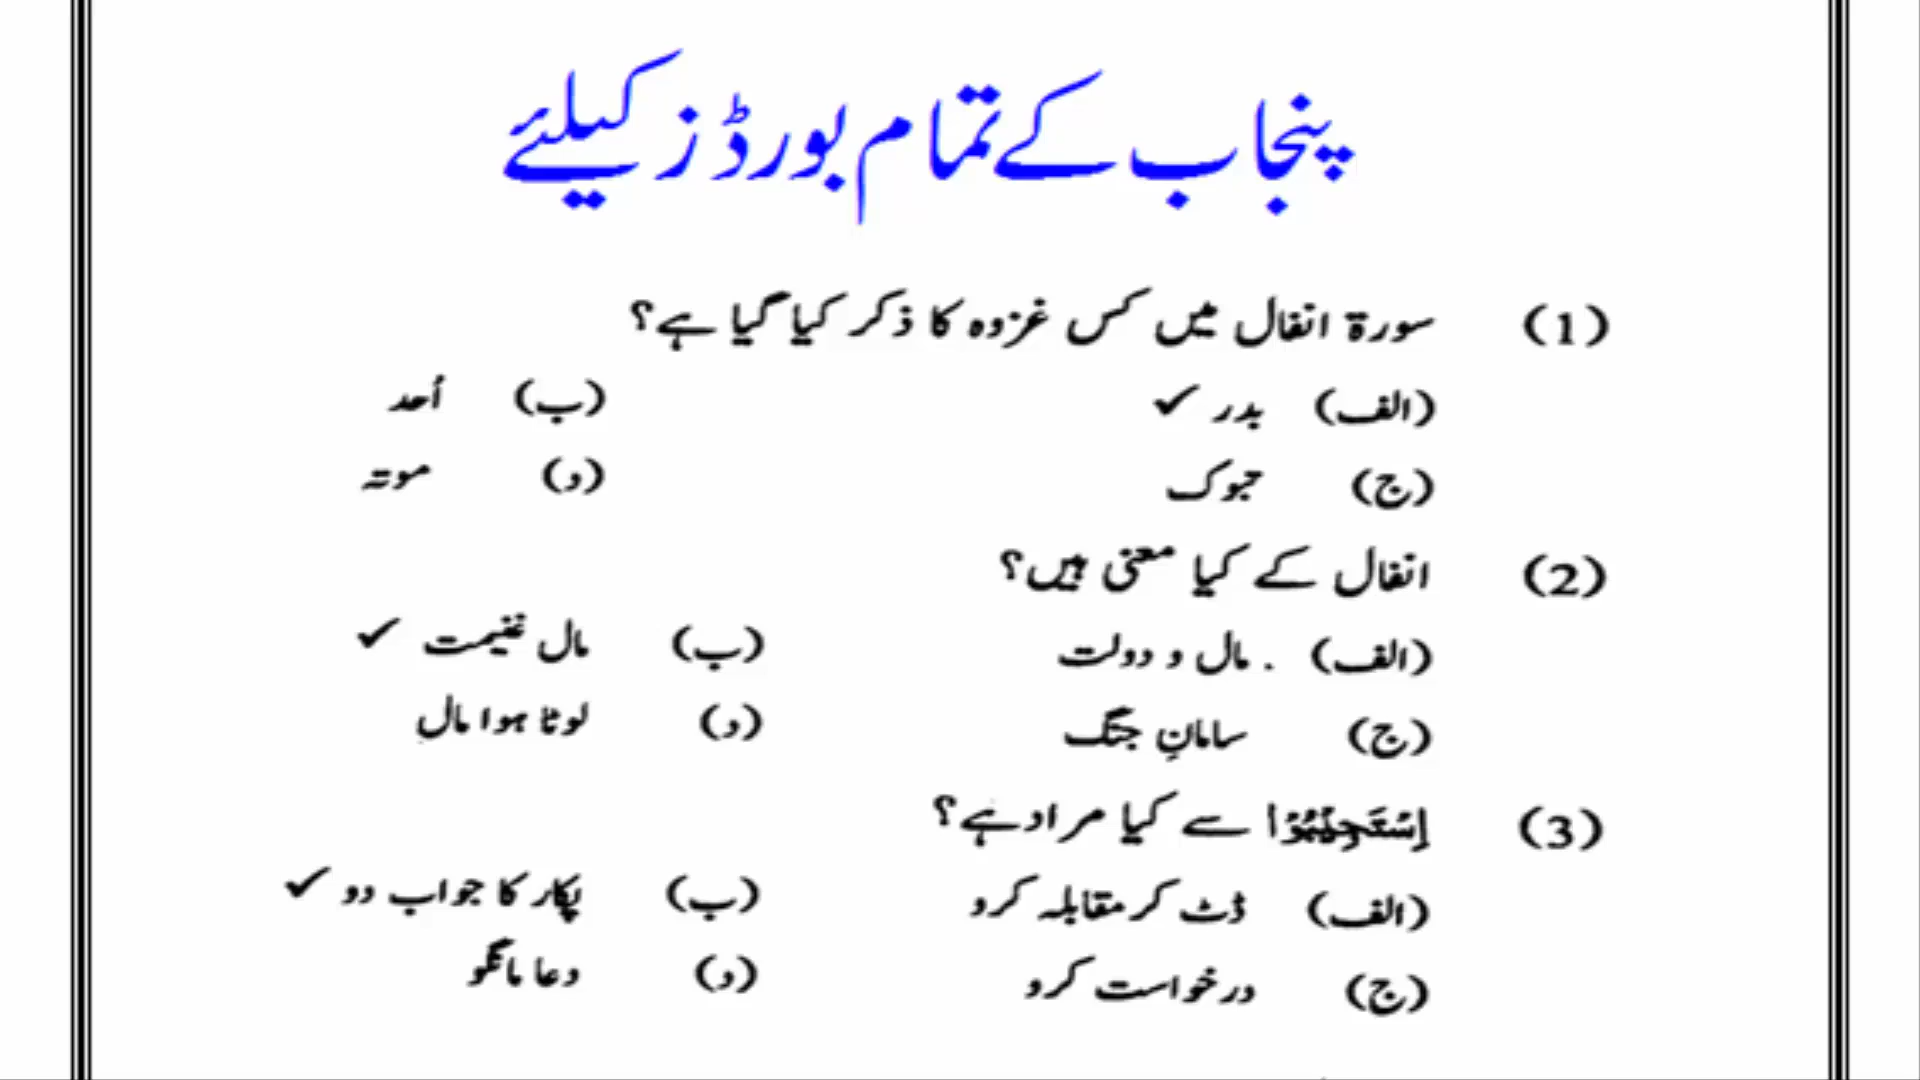 پنجاب کے تمام بورڈز کیلئے
(1) سورۃ انفال میں کس غزوہ کا ذکر کیا گیا ہے؟
(الف) بدر ✓ (ب) اُحد
(ج) تبوک (د) موتہ
(2) انفال کے کیا معنی ہیں؟
(الف) . مال و دولت (ب) مال غنیمت ✓
(ج) سامانِ جنگ (د) لوٹا ہوا مال
(3) اِسْتَجِيْبُوْا سے کیا مراد ہے؟
(الف) ڈٹ کر مقابلہ کرو (ب) پکار کا جواب دو ✓
(ج) درخواست کرو (د) دعا مانگو